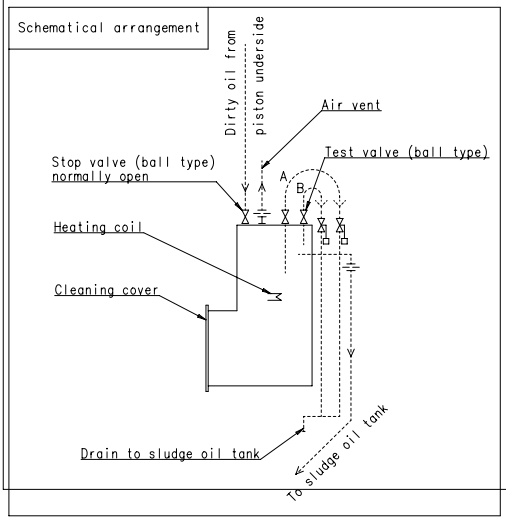 Schematical arrangement
Dirty oil from
piston underside
Air vent
Stop valve (ball type)
normally open
Test valve (ball type)
A
B
Heating coil
Cleaning cover
Drain to sludge oil tank
To sludge oil tank